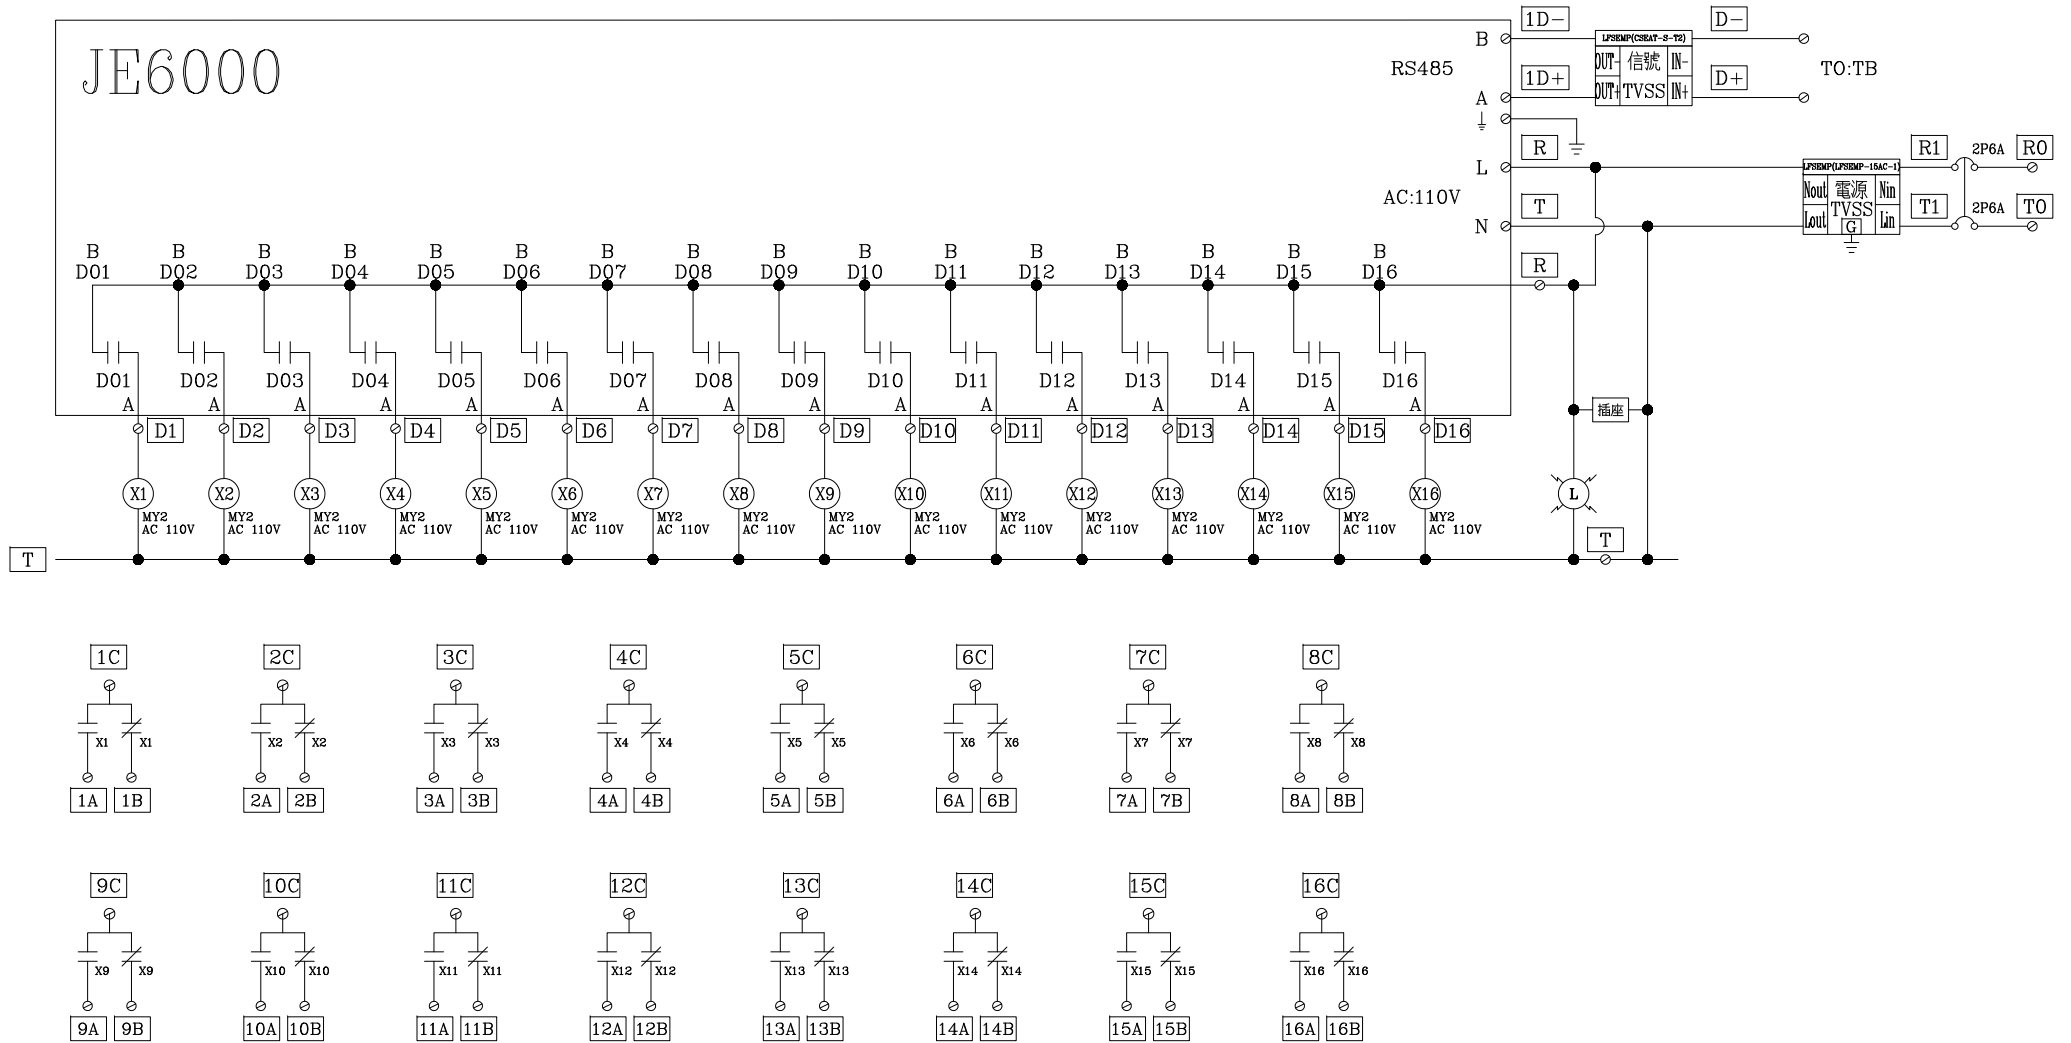 1D- D-
JE6000
B LFSEMP(CSEAT-S-T2)
OUT- 信號 IN-
RS485 TO:TB
1D+ D+
A OUT+ TVSS IN+
R R1 2P6A R0
L LFSEMP(LFSEMP-15AC-1)
Nout 電源 Nin
AC:110V
T TVSS T1 2P6A T0
N Lout G Lin
B B B B B B B B B B B B B B B B
D01 D02 D03 D04 D05 D06 D07 D08 D09 D10 D11 D12 D13 D14 D15 D16 R
D01 D02 D03 D04 D05 D06 D07 D08 D09 D10 D11 D12 D13 D14 D15 D16
A A A A A A A A A A A A A A A A
插座
D1 D2 D3 D4 D5 D6 D7 D8 D9 D10 D11 D12 D13 D14 D15 D16
X1 X2 X3 X4 X5 X6 X7 X8 X9 X10 X11 X12 X13 X14 X15 X16 L
MY2 MY2 MY2 MY2 MY2 MY2 MY2 MY2 MY2 MY2 MY2 MY2 MY2 MY2 MY2 MY2
AC 110V AC 110V AC 110V AC 110V AC 110V AC 110V AC 110V AC 110V AC 110V AC 110V AC 110V AC 110V AC 110V AC 110V AC 110V AC 110V
T
T
1C 2C 3C 4C 5C 6C 7C 8C
X1 X1 X2 X2 X3 X3 X4 X4 X5 X5 X6 X6 X7 X7 X8 X8
1A 1B 2A 2B 3A 3B 4A 4B 5A 5B 6A 6B 7A 7B 8A 8B
9C 10C 11C 12C 13C 14C 15C 16C
X9 X9 X10 X10 X11 X11 X12 X12 X13 X13 X14 X14 X15 X15 X16 X16
9A 9B 10A 10B 11A 11B 12A 12B 13A 13B 14A 14B 15A 15B 16A 16B